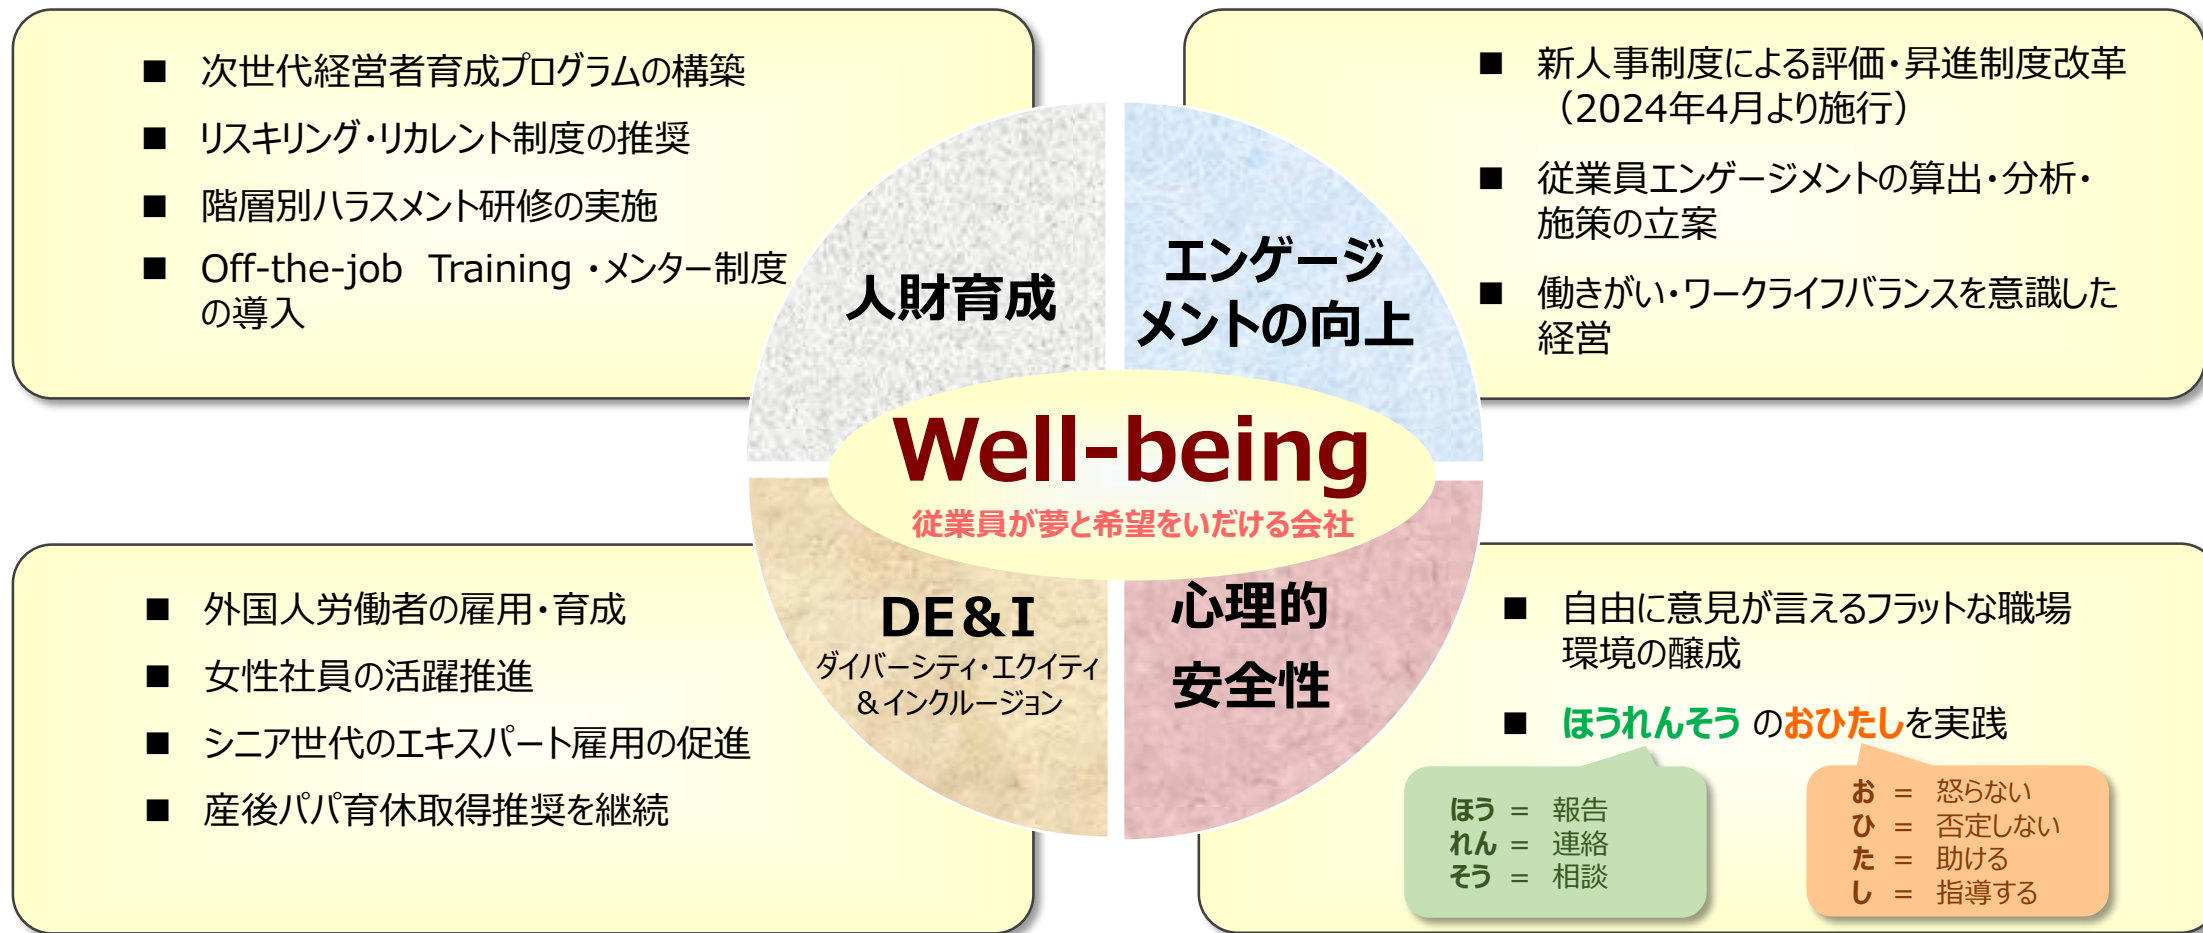 ■ 次世代経営者育成プログラムの構築
■ リスキリング・リカレント制度の推奨
■ 階層別ハラスメント研修の実施
■ Off-the-job Training ・メンター制度
の導入
■ 新人事制度による評価・昇進制度改革
（2024年4月より施行）
■ 従業員エンゲージメントの算出・分析・
施策の立案
■ 働きがい・ワークライフバランスを意識した
経営
人財育成
エンゲージ
メントの向上
Well-being
従業員が夢と希望をいだける会社
DE&I
ダイバーシティ・エクイティ
&インクルージョン
心理的
安全性
■ 外国人労働者の雇用・育成
■ 女性社員の活躍推進
■ シニア世代のエキスパート雇用の促進
■ 産後パパ育休取得推奨を継続
■ 自由に意見が言えるフラットな職場
環境の醸成
■ ほうれんそう のおひたしを実践
ほう = 報告
れん = 連絡
そう = 相談
お = 怒らない
ひ = 否定しない
た = 助ける
し = 指導する